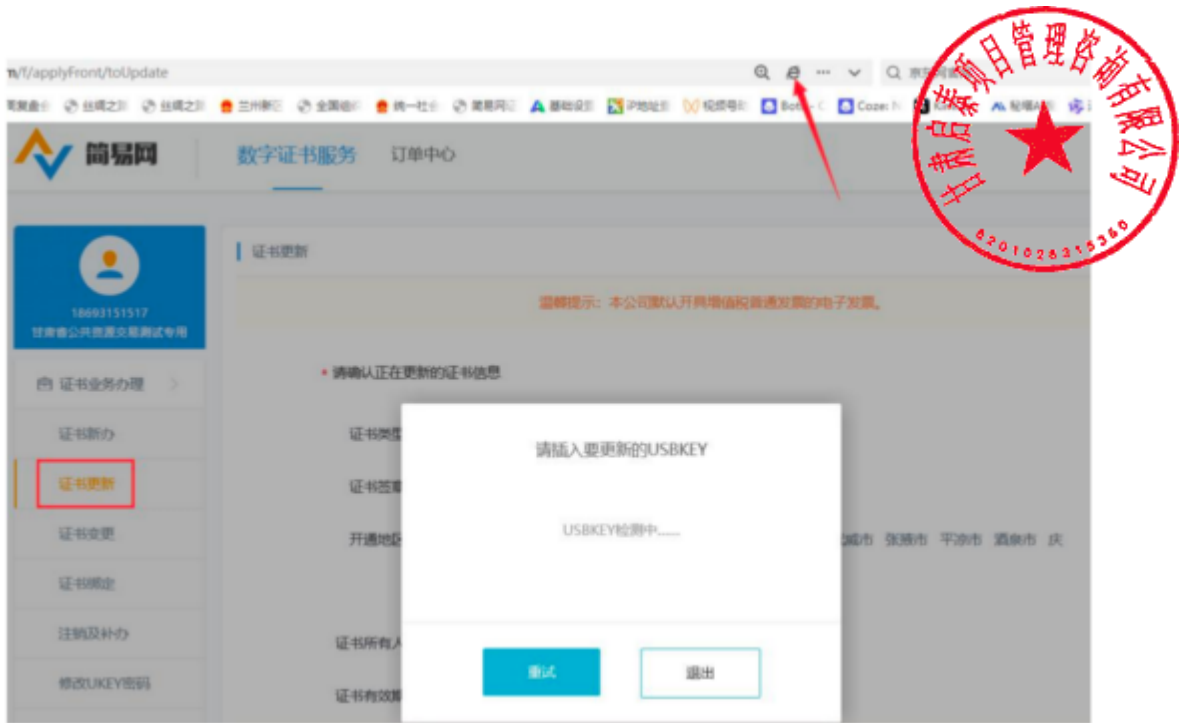 /f/applyFront/toUpdate
简易网
数字证书服务 订单中心
18693151517
甘肃省公共资源交易测试专用
证书更新
温馨提示：本公司默认开具增值税普通发票的电子发票。
证书业务办理
* 请确认正在更新的证书信息
证书新办
证书类型
请插入要更新的USBKEY
证书更新
证书签章
USBKEY检测中......
证书变更
开通地区
威市 张掖市 平凉市 酒泉市 庆
证书绑定
注销及补办
证书所有人
重试
退出
修改UKEY密码
证书有效期
甘肃启秦项目管理咨询有限公司
6201028315360